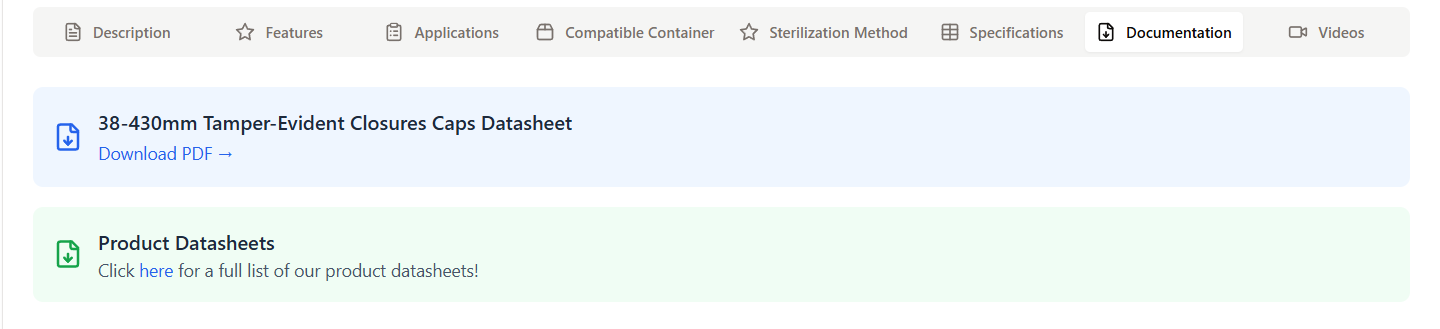 Description Features Applications Compatible Container Sterilization Method Specifications Documentation Videos
38-430mm Tamper-Evident Closures Caps Datasheet
Download PDF →
Product Datasheets
Click here for a full list of our product datasheets!